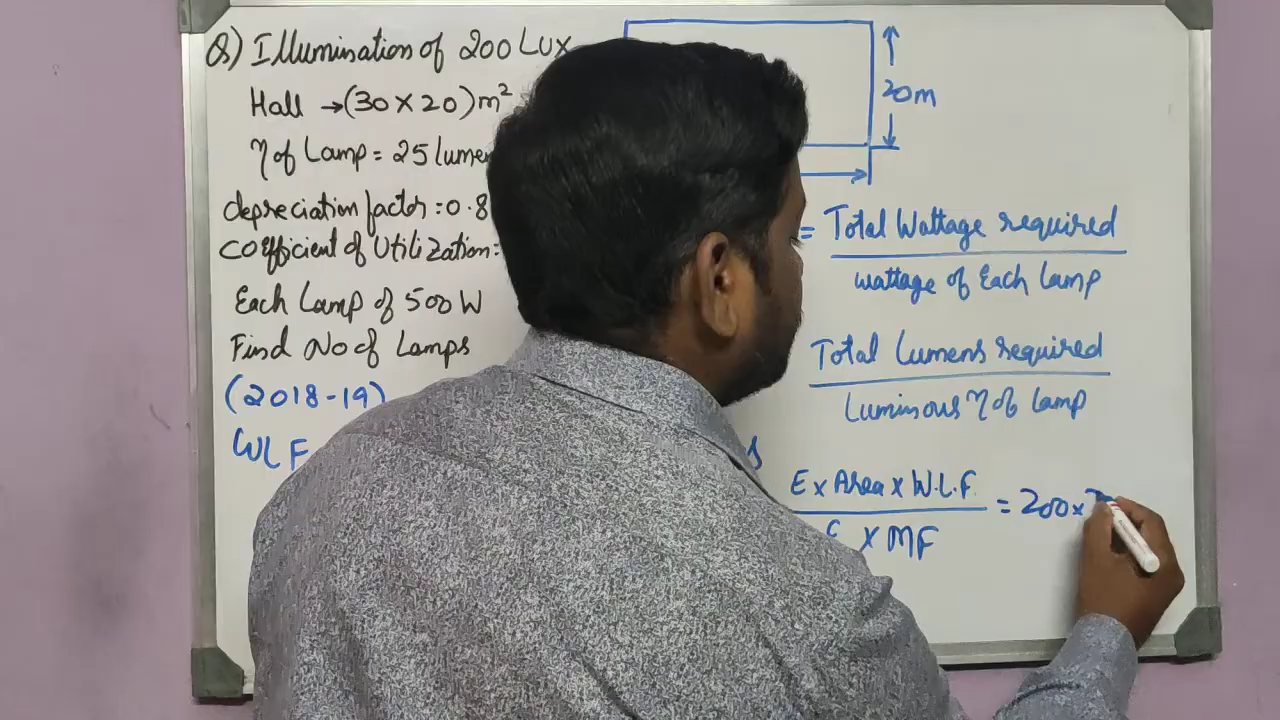 Q) Illumination of 200 Lux
Hall → (30 × 20) m²
η of Lamp = 25 lumen
depreciation factor : 0.8
Coefficient of Utilization :
Each Lamp of 500 W
Find No of Lamps
(2018-19)
WLF
20m
= Total Wattage required
wattage of Each Lamp
Total Lumens required
Luminous η of lamp
E × Area × W.L.F. = 200 ×
× MF